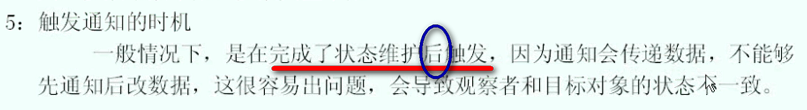 5：触发通知的时机
一般情况下，是在完成了状态维护后触发，因为通知会传递数据，不能够
先通知后改数据，这很容易出问题，会导致观察者和目标对象的状态不一致。